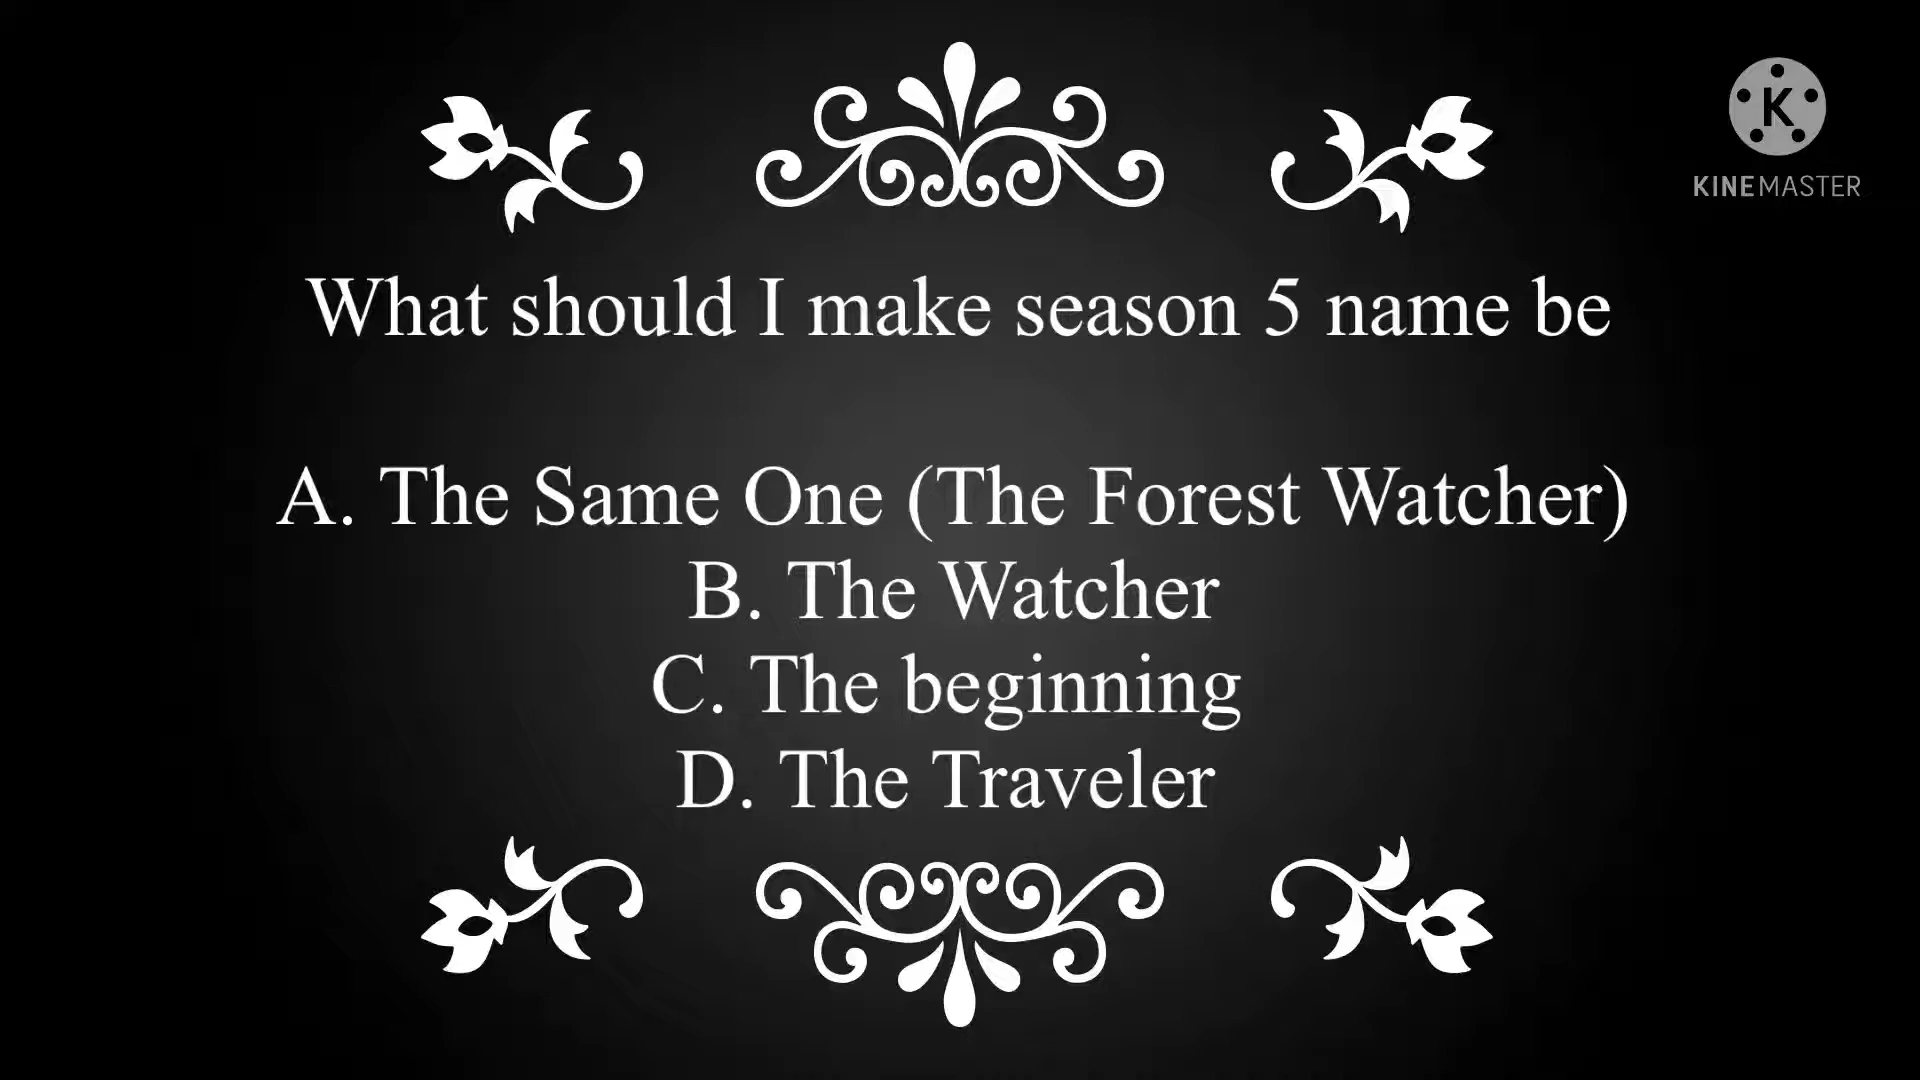 K
KINEMASTER
What should I make season 5 name be
A. The Same One (The Forest Watcher)
B. The Watcher
C. The beginning
D. The Traveler